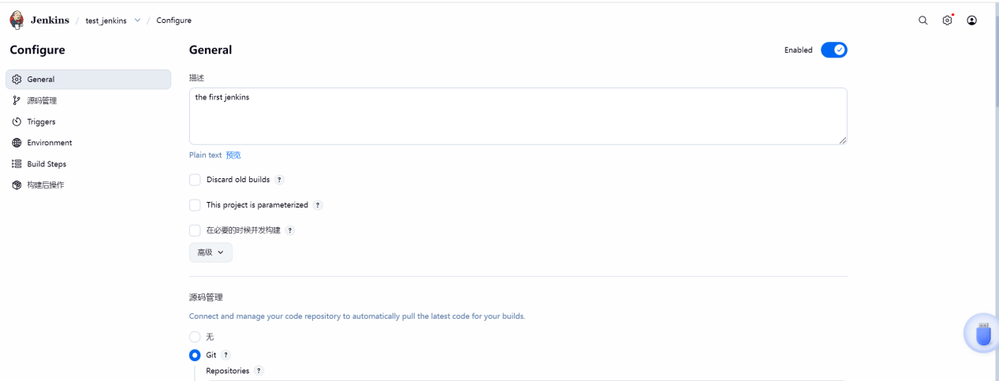 Jenkins / test_jenkins / Configure
Configure
General
源码管理
Triggers
Environment
Build Steps
构建后操作
General
Enabled
描述
the first jenkins
Plain text 预览
Discard old builds ?
This project is parameterized ?
在必要的时候并发构建 ?
高级
源码管理
Connect and manage your code repository to automatically pull the latest code for your builds.
无
Git ?
Repositories ?